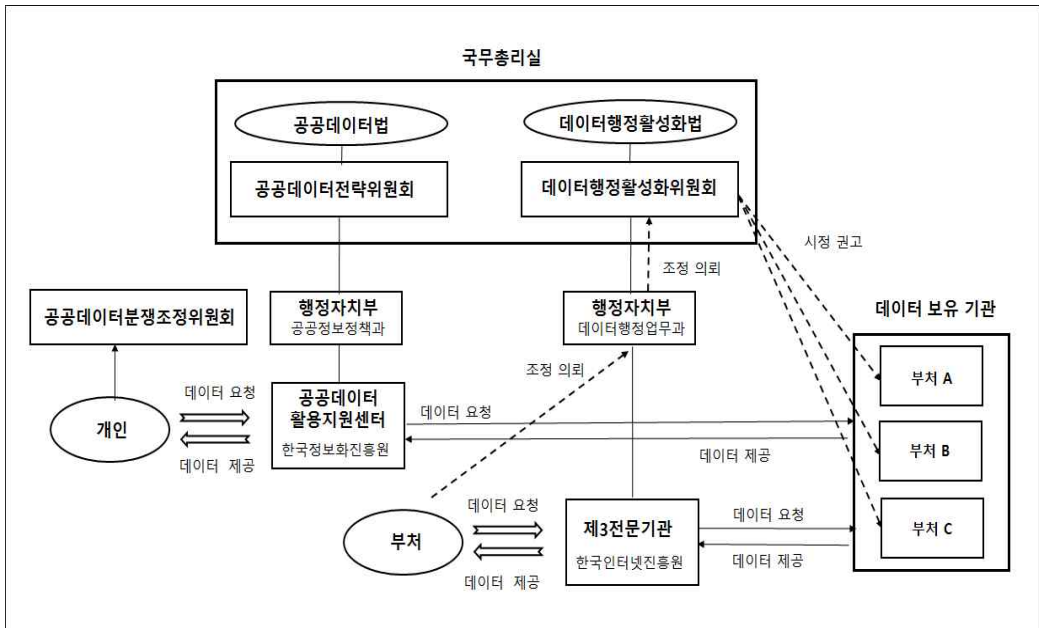 국무총리실
공공데이터법
데이터행정활성화법
공공데이터전략위원회
데이터행정활성화위원회
시정 권고
조정 의뢰
공공데이터분쟁조정위원회
행정자치부
공공정보정책과
행정자치부
데이터행정업무과
데이터 보유 기관
부처 A
부처 B
부처 C
조정 의뢰
개인
데이터 요청
데이터 제공
공공데이터
활용지원센터
한국정보화진흥원
데이터 요청
데이터 제공
부처
데이터 요청
데이터 제공
제3전문기관
한국인터넷진흥원
데이터 요청
데이터 제공